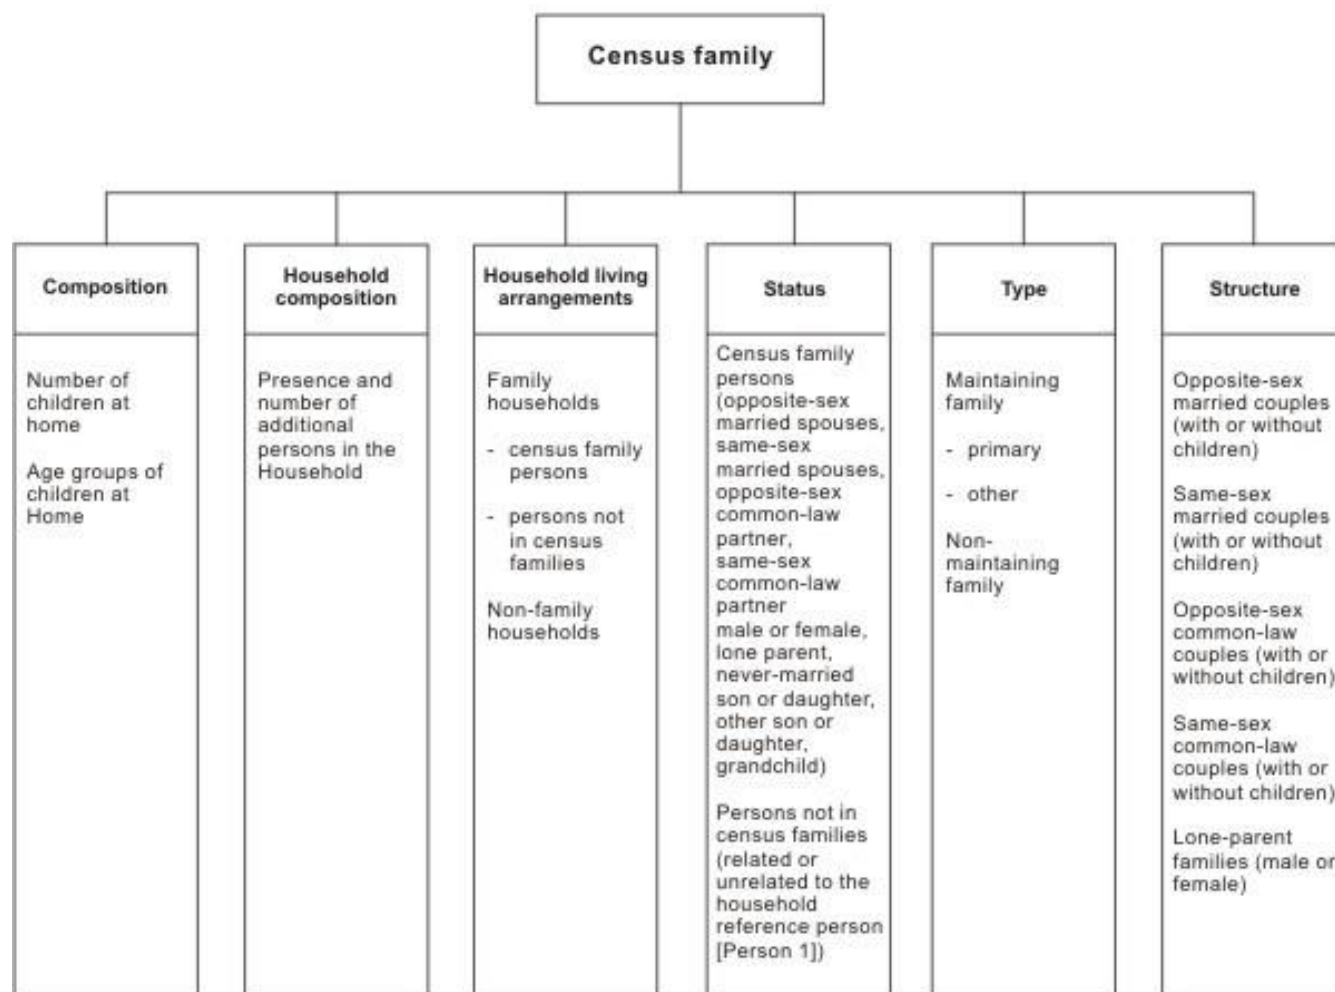 Census family
Composition
Number of
children at
home
Age groups of
children at
Home
Household
composition
Presence and
number of
additional
persons in the
Household
Household living
arrangements
Family
households
- census family
persons
- persons not
in census
families
Non-family
households
Status
Census family
persons
(opposite-sex
married spouses,
same-sex
married spouses,
opposite-sex
common-law
partner,
same-sex
common-law
partner
male or female,
lone parent,
never-married
son or daughter,
other son or
daughter,
grandchild)
Persons not in
census families
(related or
unrelated to the
household
reference person
[Person 1])
Type
Maintaining
family
- primary
- other
Non-
maintaining
family
Structure
Opposite-sex
married couples
(with or without
children)
Same-sex
married couples
(with or without
children)
Opposite-sex
common-law
couples (with or
without children)
Same-sex
common-law
couples (with or
without children)
Lone-parent
families (male or
female)